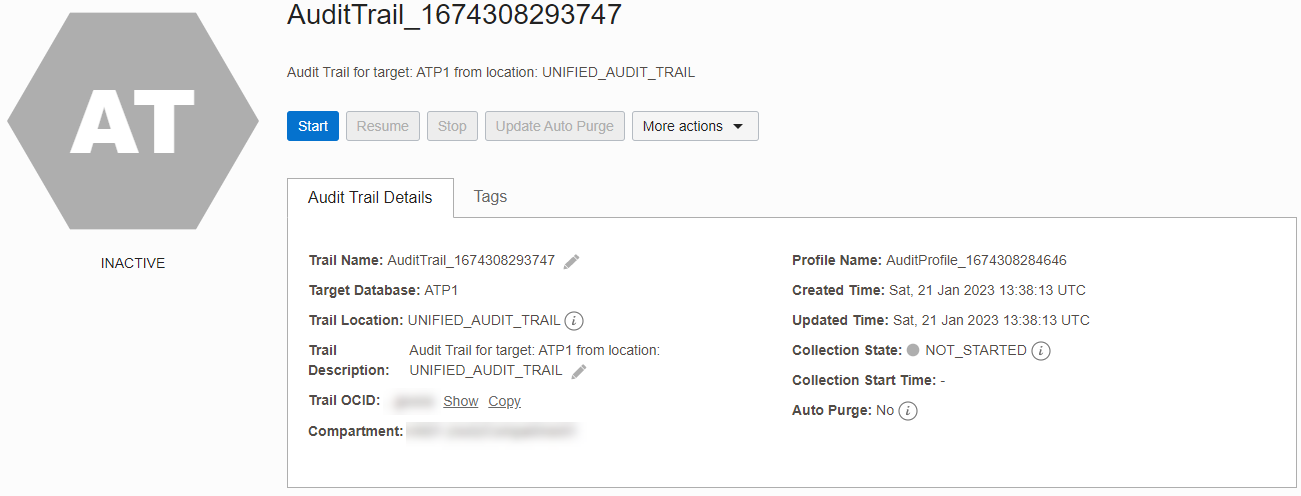 AuditTrail_1674308293747
Audit Trail for target: ATP1 from location: UNIFIED_AUDIT_TRAIL
AT
INACTIVE
Start Resume Stop Update Auto Purge More actions
Audit Trail Details Tags
Trail Name: AuditTrail_1674308293747
Target Database: ATP1
Trail Location: UNIFIED_AUDIT_TRAIL i
Trail Audit Trail for target: ATP1 from location:
Description: UNIFIED_AUDIT_TRAIL
Trail OCID: Show Copy
Compartment:
Profile Name: AuditProfile_1674308284646
Created Time: Sat, 21 Jan 2023 13:38:13 UTC
Updated Time: Sat, 21 Jan 2023 13:38:13 UTC
Collection State: NOT_STARTED i
Collection Start Time: -
Auto Purge: No i